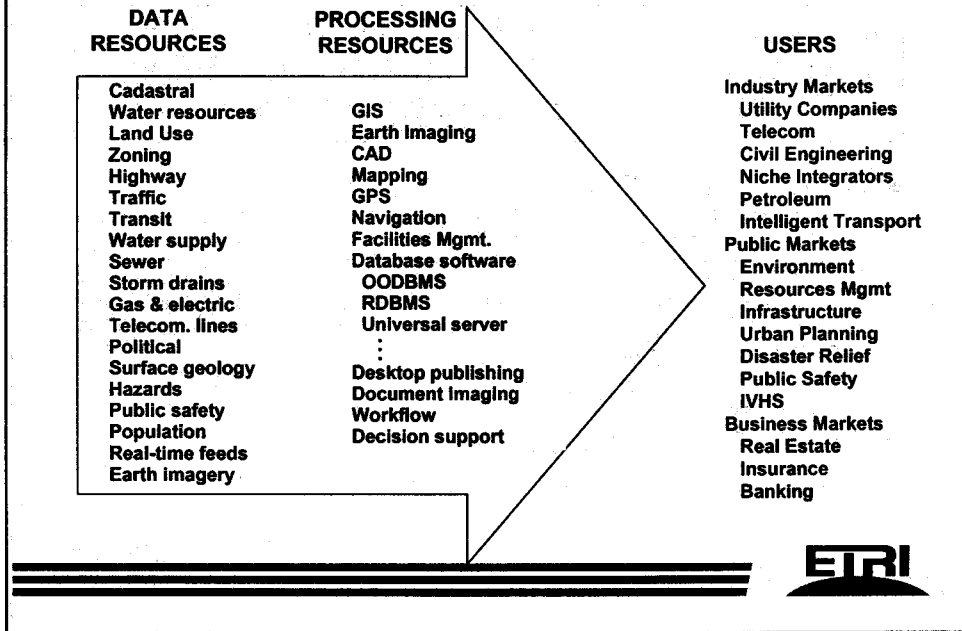 DATA
RESOURCES
Cadastral
Water resources
Land Use
Zoning
Highway
Traffic
Transit
Water supply
Sewer
Storm drains
Gas & electric
Telecom. lines
Political
Surface geology
Hazards
Public safety
Population
Real-time feeds
Earth imagery
PROCESSING
RESOURCES
GIS
Earth Imaging
CAD
Mapping
GPS
Navigation
Facilities Mgmt.
Database software
OODBMS
RDBMS
Universal server
⋮
Desktop publishing
Document imaging
Workflow
Decision support
USERS
Industry Markets
Utility Companies
Telecom
Civil Engineering
Niche Integrators
Petroleum
Intelligent Transport
Public Markets
Environment
Resources Mgmt
Infrastructure
Urban Planning
Disaster Relief
Public Safety
IVHS
Business Markets
Real Estate
Insurance
Banking
ETRI